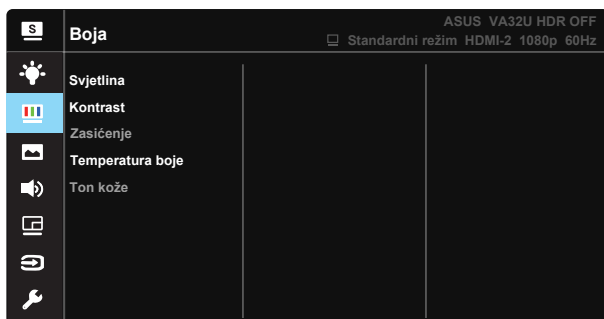 S
Boja
ASUS VA32U HDR OFF
Standardni režim HDMI-2 1080p 60Hz
Svjetlina
Kontrast
Zasićenje
Temperatura boje
Ton kože